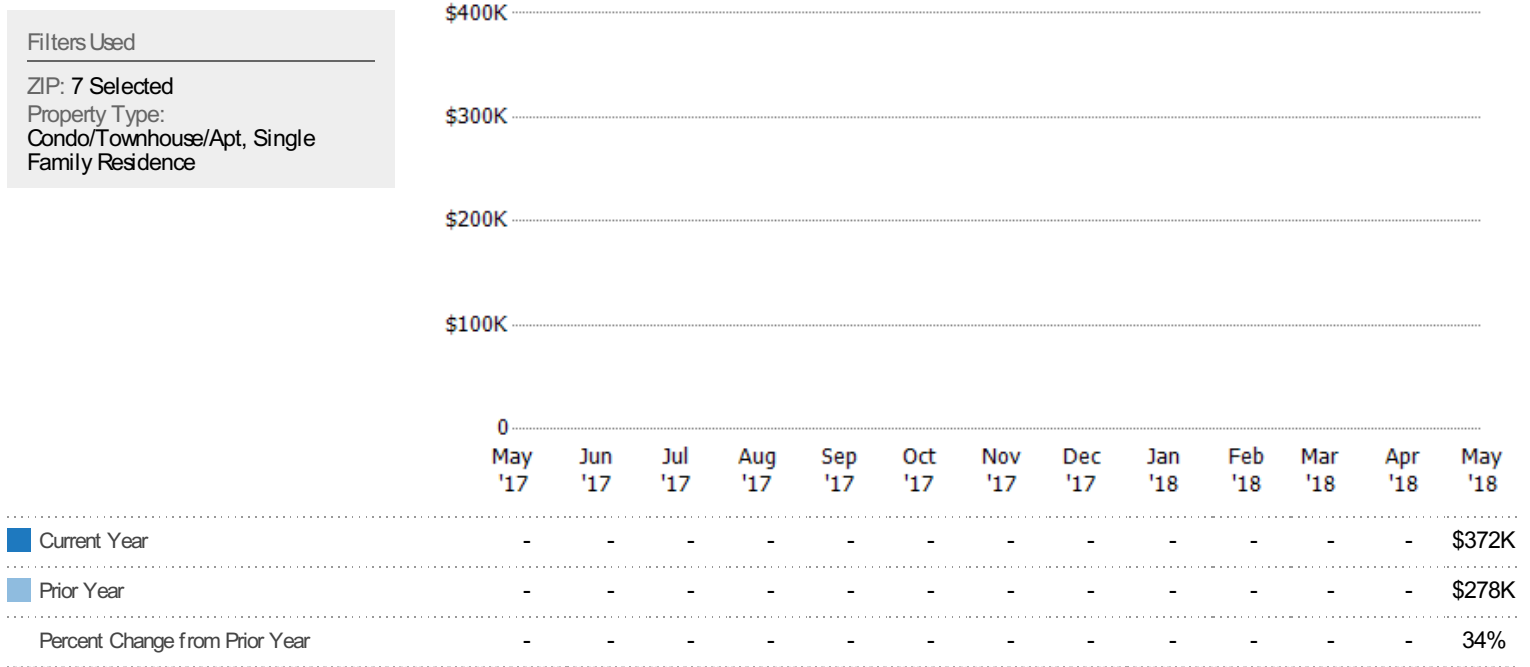 Filters Used
ZIP: 7 Selected
Property Type:
Condo/Townhouse/Apt, Single
Family Residence
$400K
$300K
$200K
$100K
0
May Jun Jul Aug Sep Oct Nov Dec Jan Feb Mar Apr May
'17 '17 '17 '17 '17 '17 '17 '17 '18 '18 '18 '18 '18
Current Year - - - - - - - - - - - - $372K
Prior Year - - - - - - - - - - - - $278K
Percent Change from Prior Year - - - - - - - - - - - - 34%